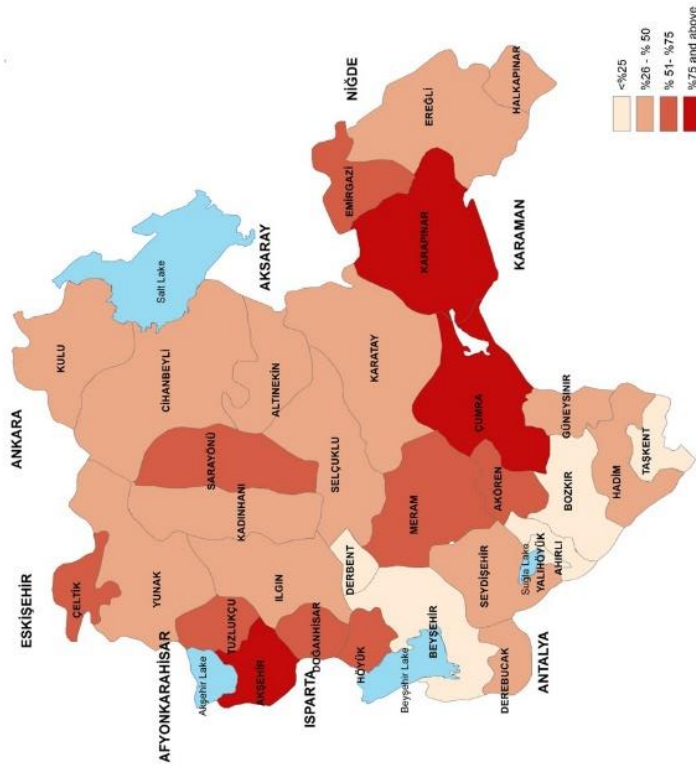 ANKARA
ESKİŞEHİR
KULU
ÇELTİK
Salt Lake
CİHANBEYLİ
YUNAK
SARAYÖNÜ
AKSARAY
ALTINEKİN
KADINHANI
AFYONKARAHİSAR
TUZLUKÇU
ILGIN
Akşehir Lake
AKŞEHİR
SELÇUKLU
KARATAY
NİĞDE
EMİRGAZİ
EREĞLİ
HALKAPINAR
KARAPINAR
KARAMAN
ISPARTA
DOĞANHİSAR
DERBENT
HÖYÜK
MERAM
ÇUMRA
Beyşehir Lake
BEYŞEHİR
AKÖREN
SEYDİŞEHİR
GÜNEYSINIR
BOZKIR
Suğla Lake
YALIHÖYÜK
AHIRLI
HADİM
TAŞKENT
DEREBUCAK
ANTALYA
<%25
%26 - % 50
% 51- %75
%75 and above